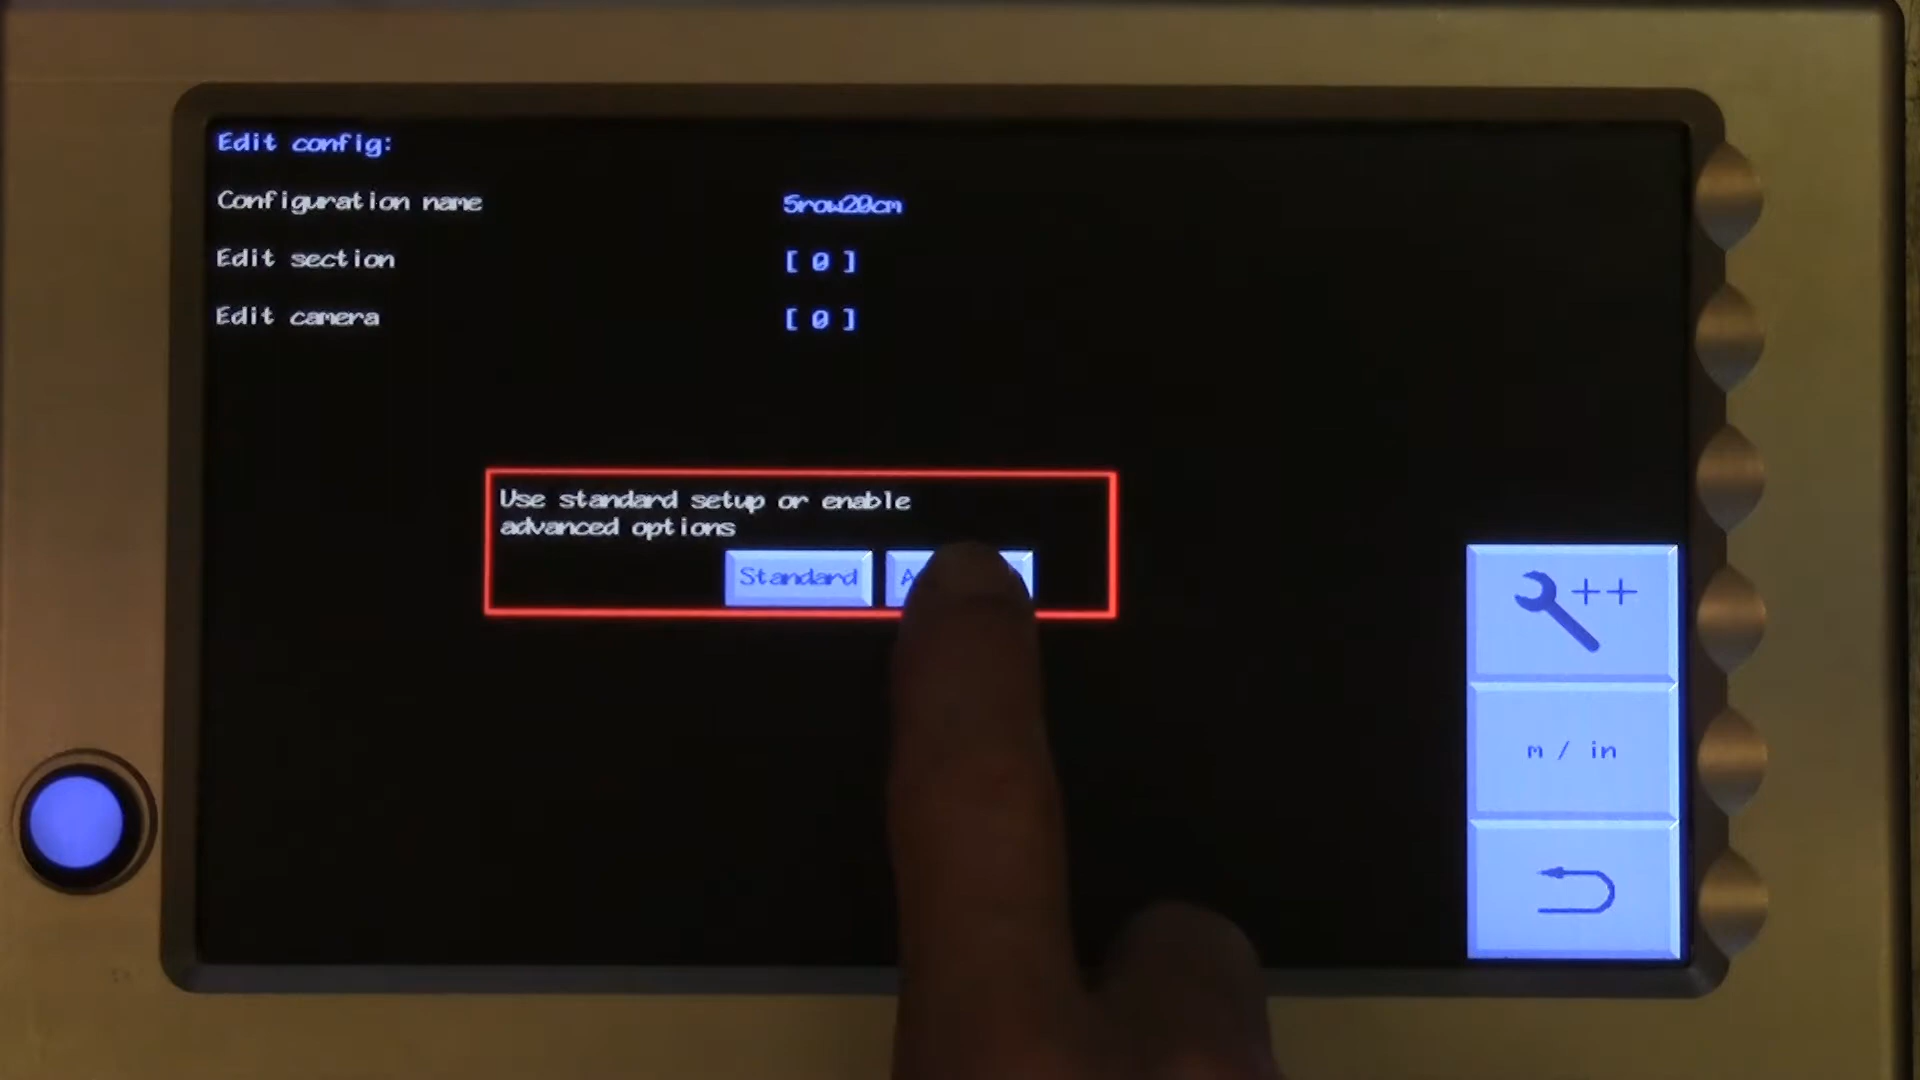 Edit config:
Configuration name 5row20cm
Edit section [ 0 ]
Edit camera [ 0 ]
Use standard setup or enable
advanced options
Standard
++
m / in